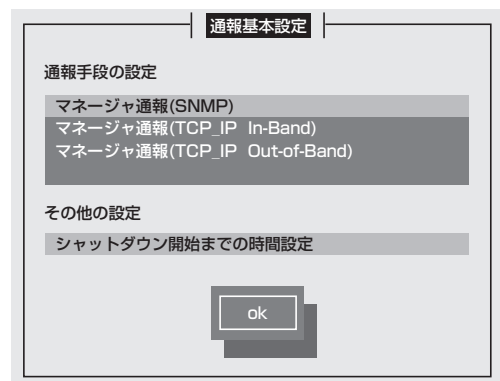 通報基本設定
通報手段の設定
マネージャ通報(SNMP)
マネージャ通報(TCP_IP In-Band)
マネージャ通報(TCP_IP Out-of-Band)
その他の設定
シャットダウン開始までの時間設定
ok